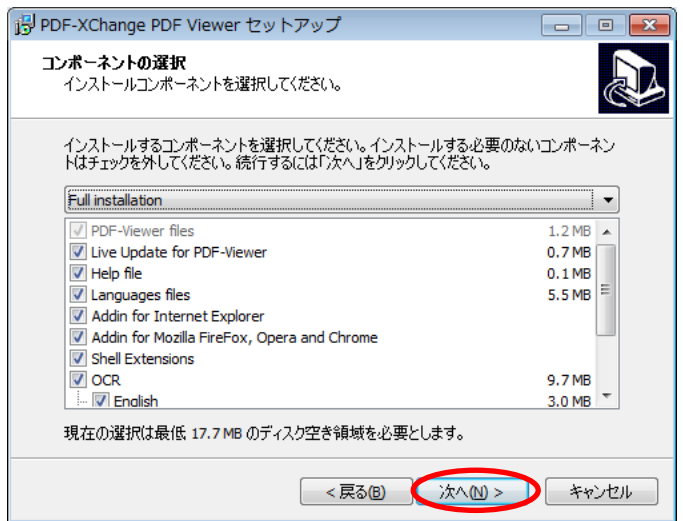 PDF-XChange PDF Viewer セットアップ
コンポーネントの選択
インストールコンポーネントを選択してください。
インストールするコンポーネントを選択してください。インストールする必要のないコンポーネン
トはチェックを外してください。続行するには「次へ」をクリックしてください。
Full installation
PDF-Viewer files 1.2 MB
Live Update for PDF-Viewer 0.7 MB
Help file 0.1 MB
Languages files 5.5 MB
Addin for Internet Explorer
Addin for Mozilla FireFox, Opera and Chrome
Shell Extensions
OCR 9.7 MB
English 3.0 MB
現在の選択は最低 17.7 MB のディスク空き領域を必要とします。
< 戻る(B) 次へ(N) > キャンセル